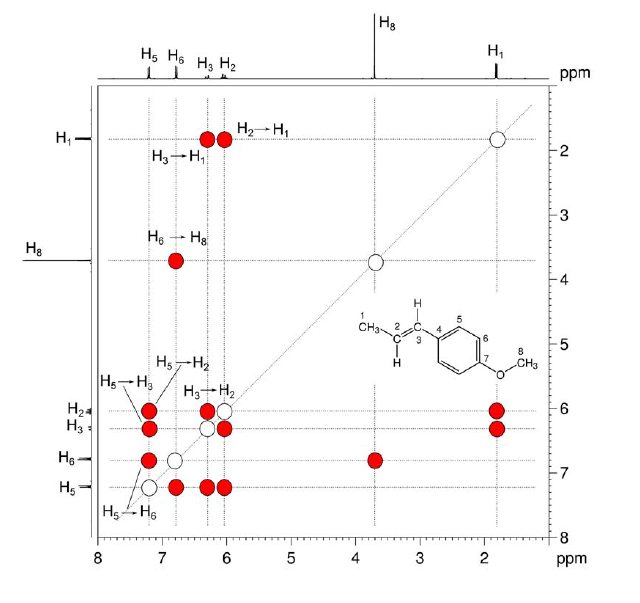 H8
H5 H6 H3 H2 H1
ppm
H1
H2→H1
H3→H1
2
3
H6→H8
H8
4
H
1 5
CH3 2 4 6
3
8
H 7 CH3
O
5
H5→H2
H5→H3
H3→H2
H2
6
H3
H6
H5
7
H5→H6
8
8 7 6 5 4 3 2 ppm